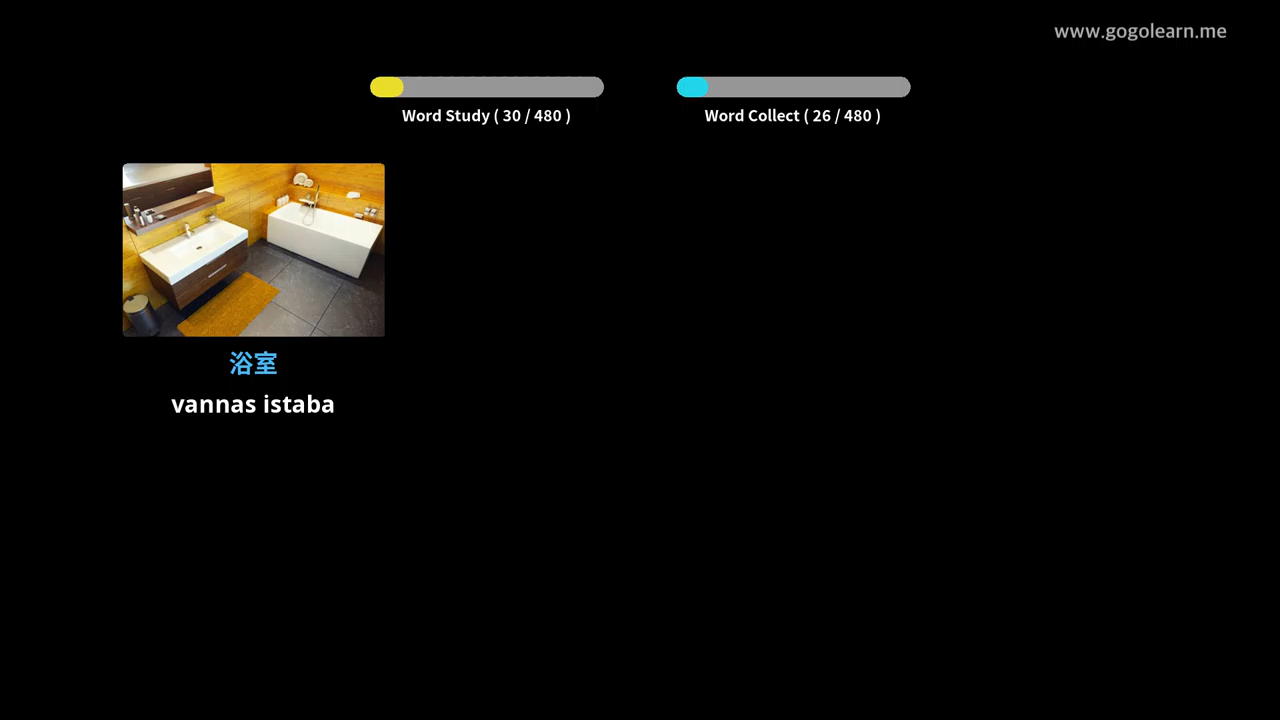 www.gogolearn.me
Word Study ( 30 / 480 )
Word Collect ( 26 / 480 )
浴室
vannas istaba